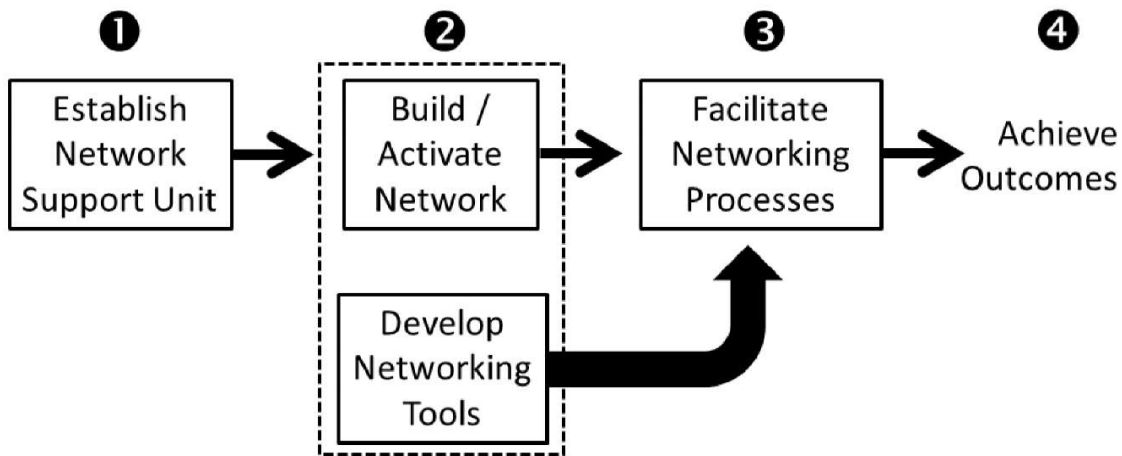 ❶
❷
❸
❹
Establish
Network
Support Unit
Build /
Activate
Network
Facilitate
Networking
Processes
Achieve
Outcomes
Develop
Networking
Tools